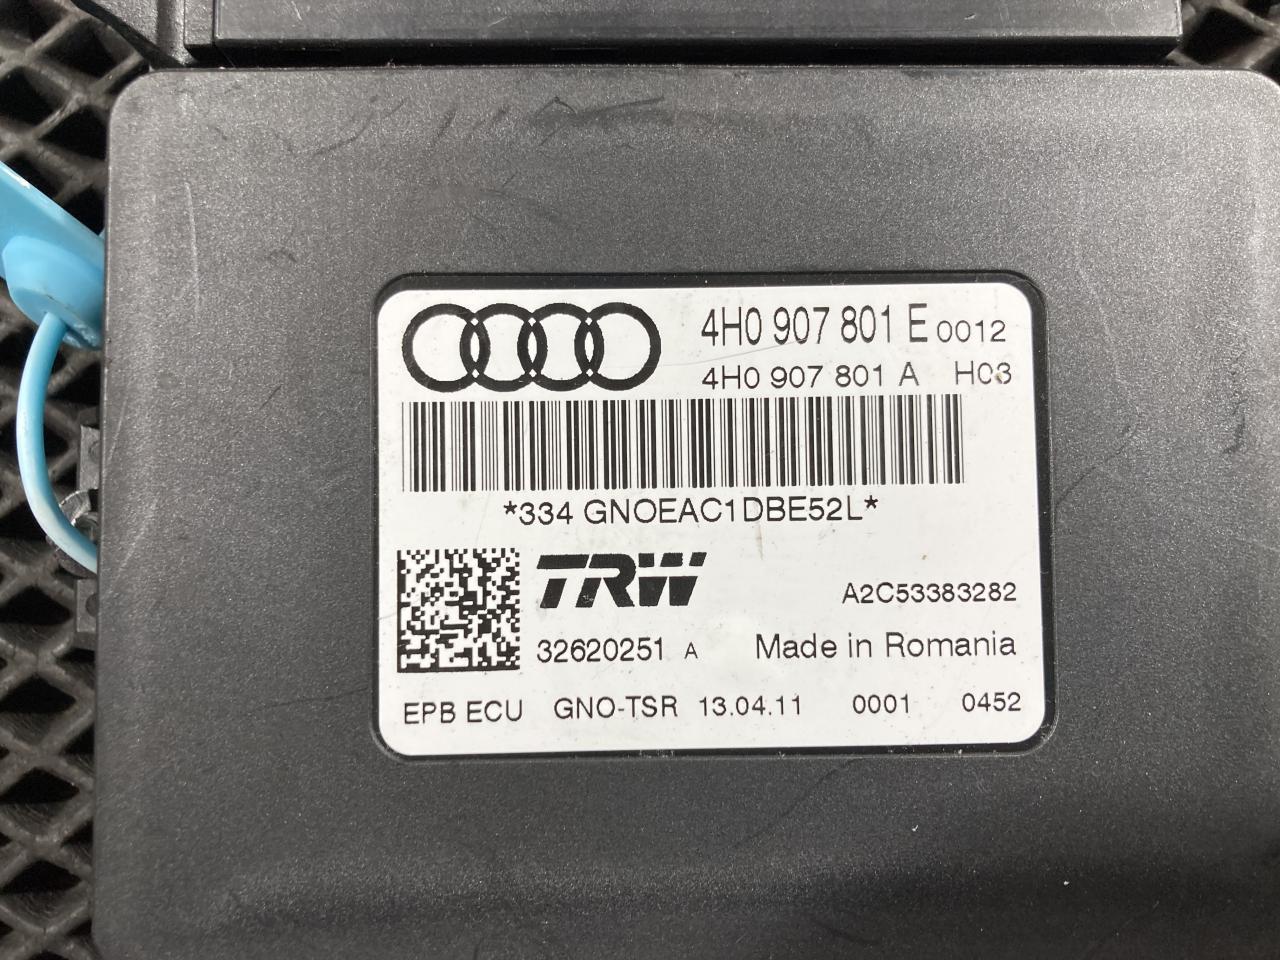 4H0 907 801 E 0012
4H0 907 801 A H03
*334 GNOEAC1DBE52L*
TRW
A2C53383282
32620251 A Made in Romania
EPB ECU GNO-TSR 13.04.11 0001 0452